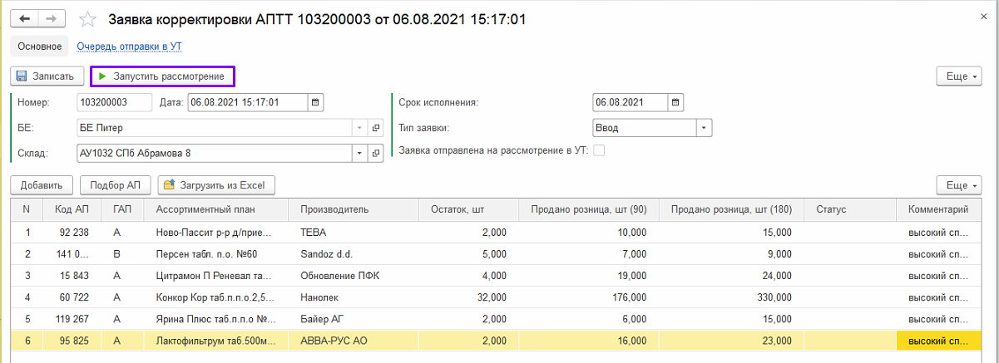 Заявка корректировки АПТТ 103200003 от 06.08.2021 15:17:01
Основное Очередь отправки в УТ
Записать Запустить рассмотрение Еще
Номер: 103200003 Дата: 06.08.2021 15:17:01 Срок исполнения: 06.08.2021
БЕ: БЕ Питер Тип заявки: Ввод
Склад: АУ1032 СПб Абрамова 8 Заявка отправлена на рассмотрение в УТ:
Добавить Подбор АП Загрузить из Excel Еще
N Код АП ГАП Ассортиментный план Производитель Остаток, шт Продано розница, шт (90) Продано розница, шт (180) Статус Комментарий
1 92 238 А Ново-Пассит р-р д/прие... ТЕВА 2,000 10,000 15,000 высокий сп...
2 141 0... В Персен табл. п.о. №60 Sandoz d.d. 5,000 7,000 9,000 высокий сп...
3 15 843 А Цитрамон П Реневал та... Обновление ПФК 4,000 19,000 24,000 высокий сп...
4 60 722 А Конкор Кор таб.п.п.о.2,5... Нанолек 32,000 176,000 330,000 высокий сп...
5 119 267 А Ярина Плюс таб.п.п.о №... Байер АГ 2,000 6,000 15,000 высокий сп...
6 95 825 А Лактофильтрум таб.500м... АВВА-РУС АО 2,000 16,000 23,000 высокий сп...